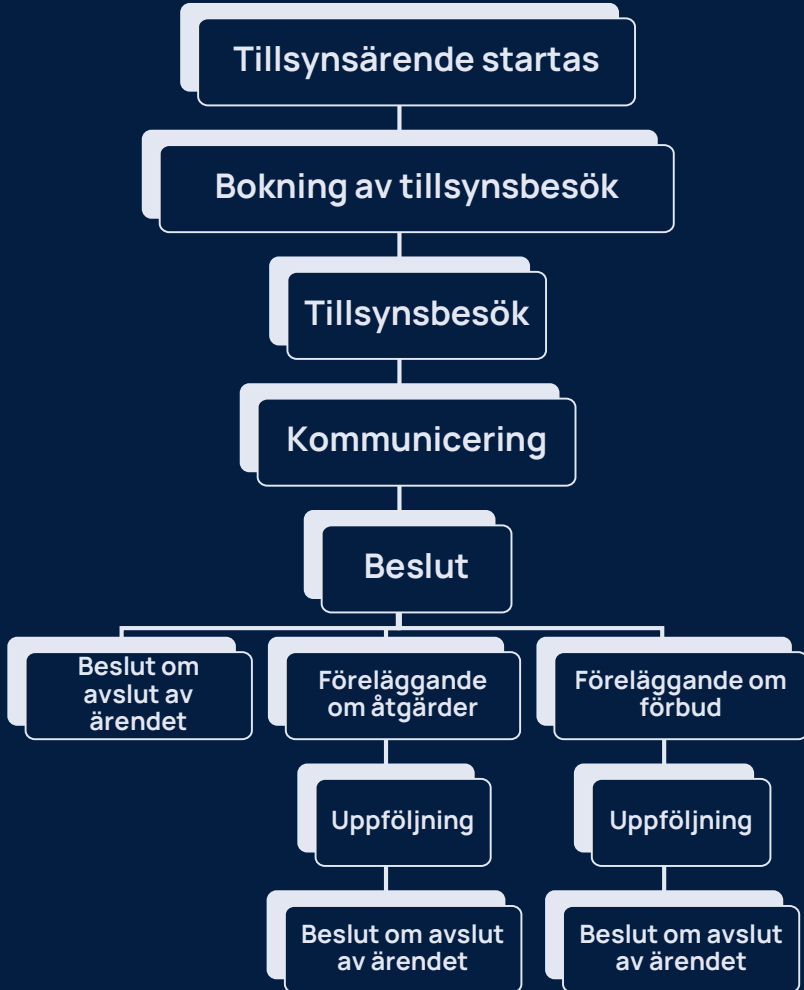 Tillsynsärende startas
Bokning av tillsynsbesök
Tillsynsbesök
Kommunicering
Beslut
Beslut om
avslut av
ärendet
Föreläggande
om åtgärder
Föreläggande om
förbud
Uppföljning
Uppföljning
Beslut om avslut
av ärendet
Beslut om avslut
av ärendet